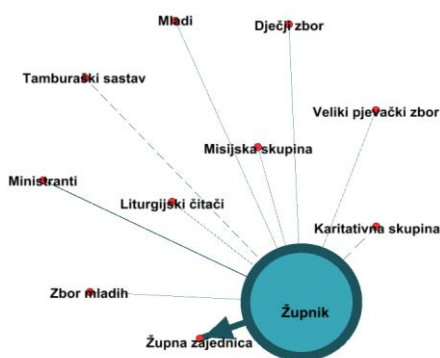 Mladi
Dječji zbor
Tamburaški sastav
Veliki pjevački zbor
Misijska skupina
Ministranti
Liturgijski čitači
Karitativna skupina
Zbor mladih
Župnik
Župna zajednica